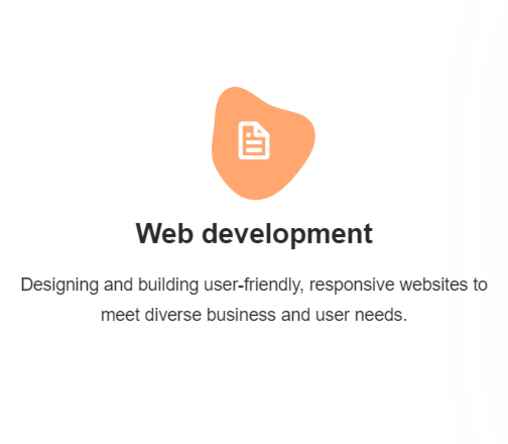 Web development
Designing and building user-friendly, responsive websites to
meet diverse business and user needs.